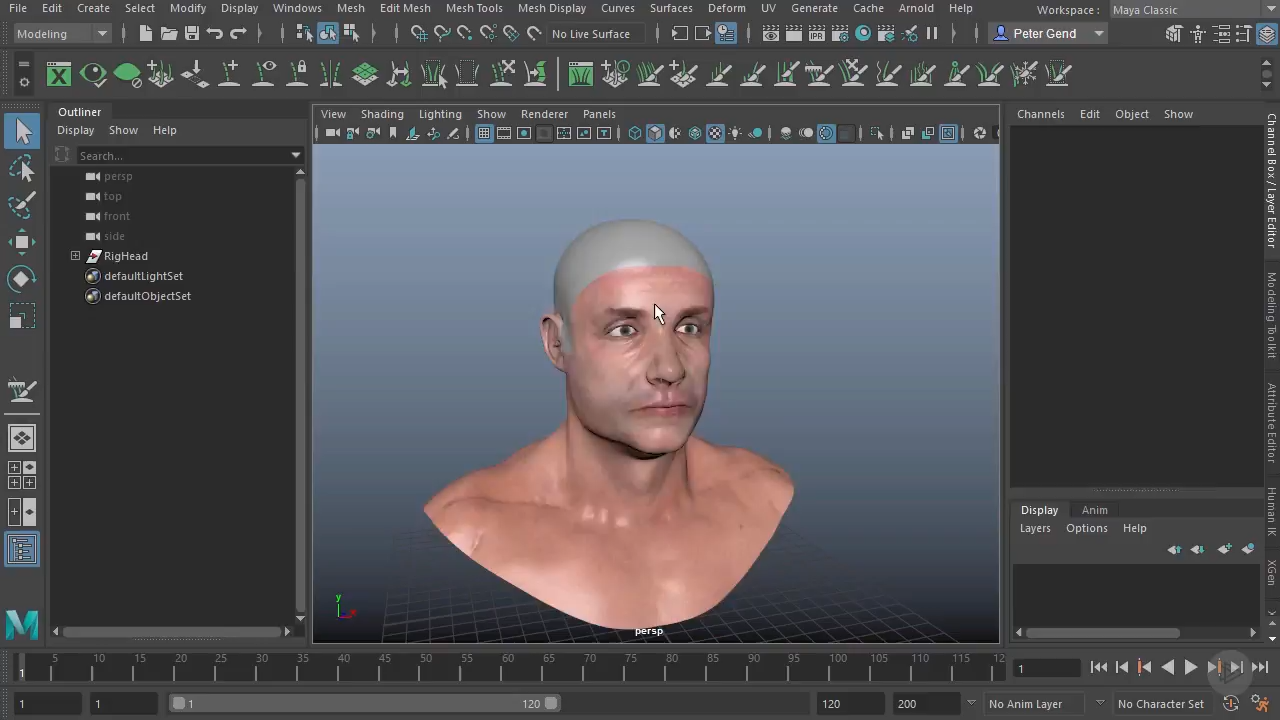 File Edit Create Select Modify Display Windows Mesh Edit Mesh Mesh Tools Mesh Display Curves Surfaces Deform UV Generate Cache Arnold Help Workspace : Maya Classic
Modeling No Live Surface IPR Peter Gend
Outliner
Display Show Help
Search...
persp
top
front
side
RigHead
defaultLightSet
defaultObjectSet
View Shading Lighting Show Renderer Panels
persp
y
x
Channels Edit Object Show
Channel Box / Layer Editor
Modeling Toolkit
Attribute Editor
Human IK
XGen
Display Anim
Layers Options Help
5 10 15 20 25 30 35 40 45 50 55 60 65 70 75 80 85 90 95 100 105 110 115 12
1
1
1 1 1 120 120 200 No Anim Layer No Character Set